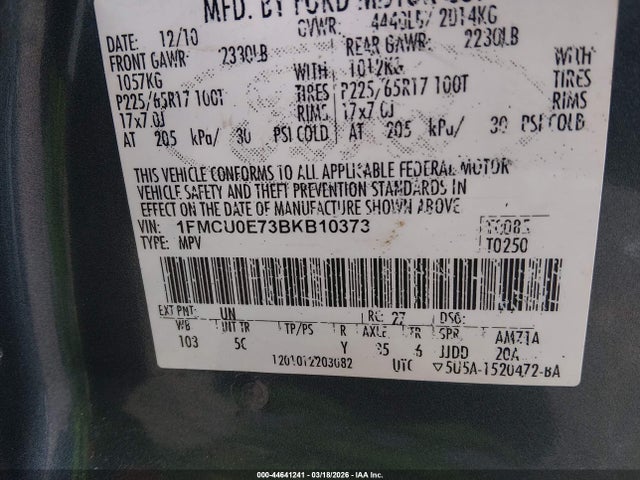 MFD. BY FORD MOTOR CO.
DATE: 12/10 GVWR: 4440LB/ 2014KG
FRONT GAWR: 2330LB REAR GAWR: 2230LB
1057KG WITH 1012KG WITH
P225/65R17 100T TIRES P225/65R17 100T TIRES
17x7.0J RIMS 17x7.0J RIMS
AT 205 kPa/ 30 PSI COLD AT 205 kPa/ 30 PSI COLD
THIS VEHICLE CONFORMS TO ALL APPLICABLE FEDERAL MOTOR
VEHICLE SAFETY AND THEFT PREVENTION STANDARDS IN
EFFECT ON THE DATE OF MANUFACTURE SHOWN ABOVE.
VIN: 1FMCU0E73BKB10373
TYPE: MPV T0250
EXT PNT: UN RC: 27 DSO:
WB INT TR TP/PS R AXLE TR SPR AM71A
103 Y 6 JJDD 20A
1201012203082 UTC ▽5U5A-1520472-BA
000-44641241 - 03/18/2026 - IAA Inc.